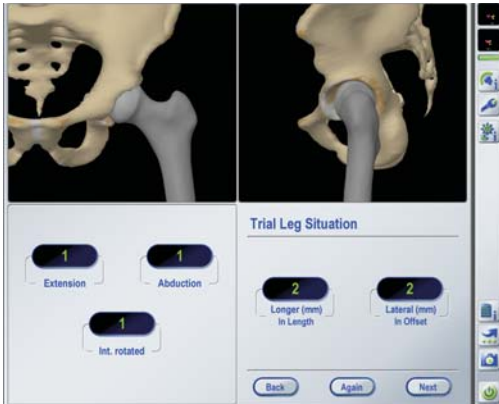 1
Extension
1
Abduction
1
Int. rotated
Trial Leg Situation
2
Longer (mm)
In Length
2
Lateral (mm)
In Offset
Back
Again
Next